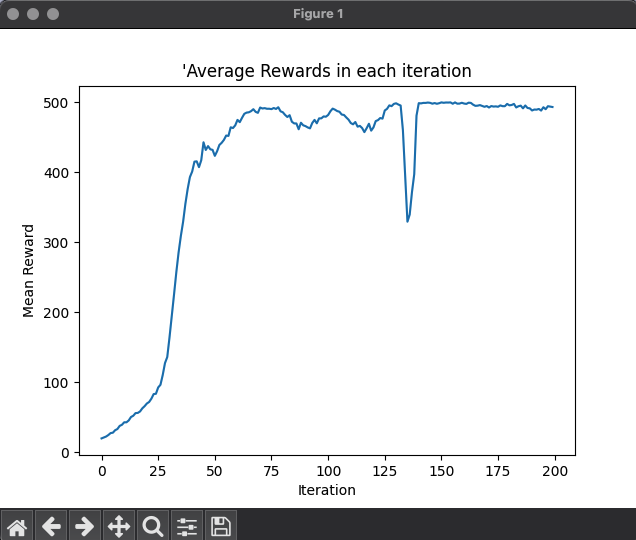 Figure 1
'Average Rewards in each iteration
500
400
300
200
100
0
Mean Reward
0 25 50 75 100 125 150 175 200
Iteration